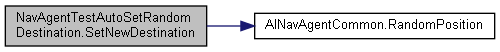 NavAgentTestAutoSetRandom
Destination.SetNewDestination
AINavAgentCommon.RandomPosition